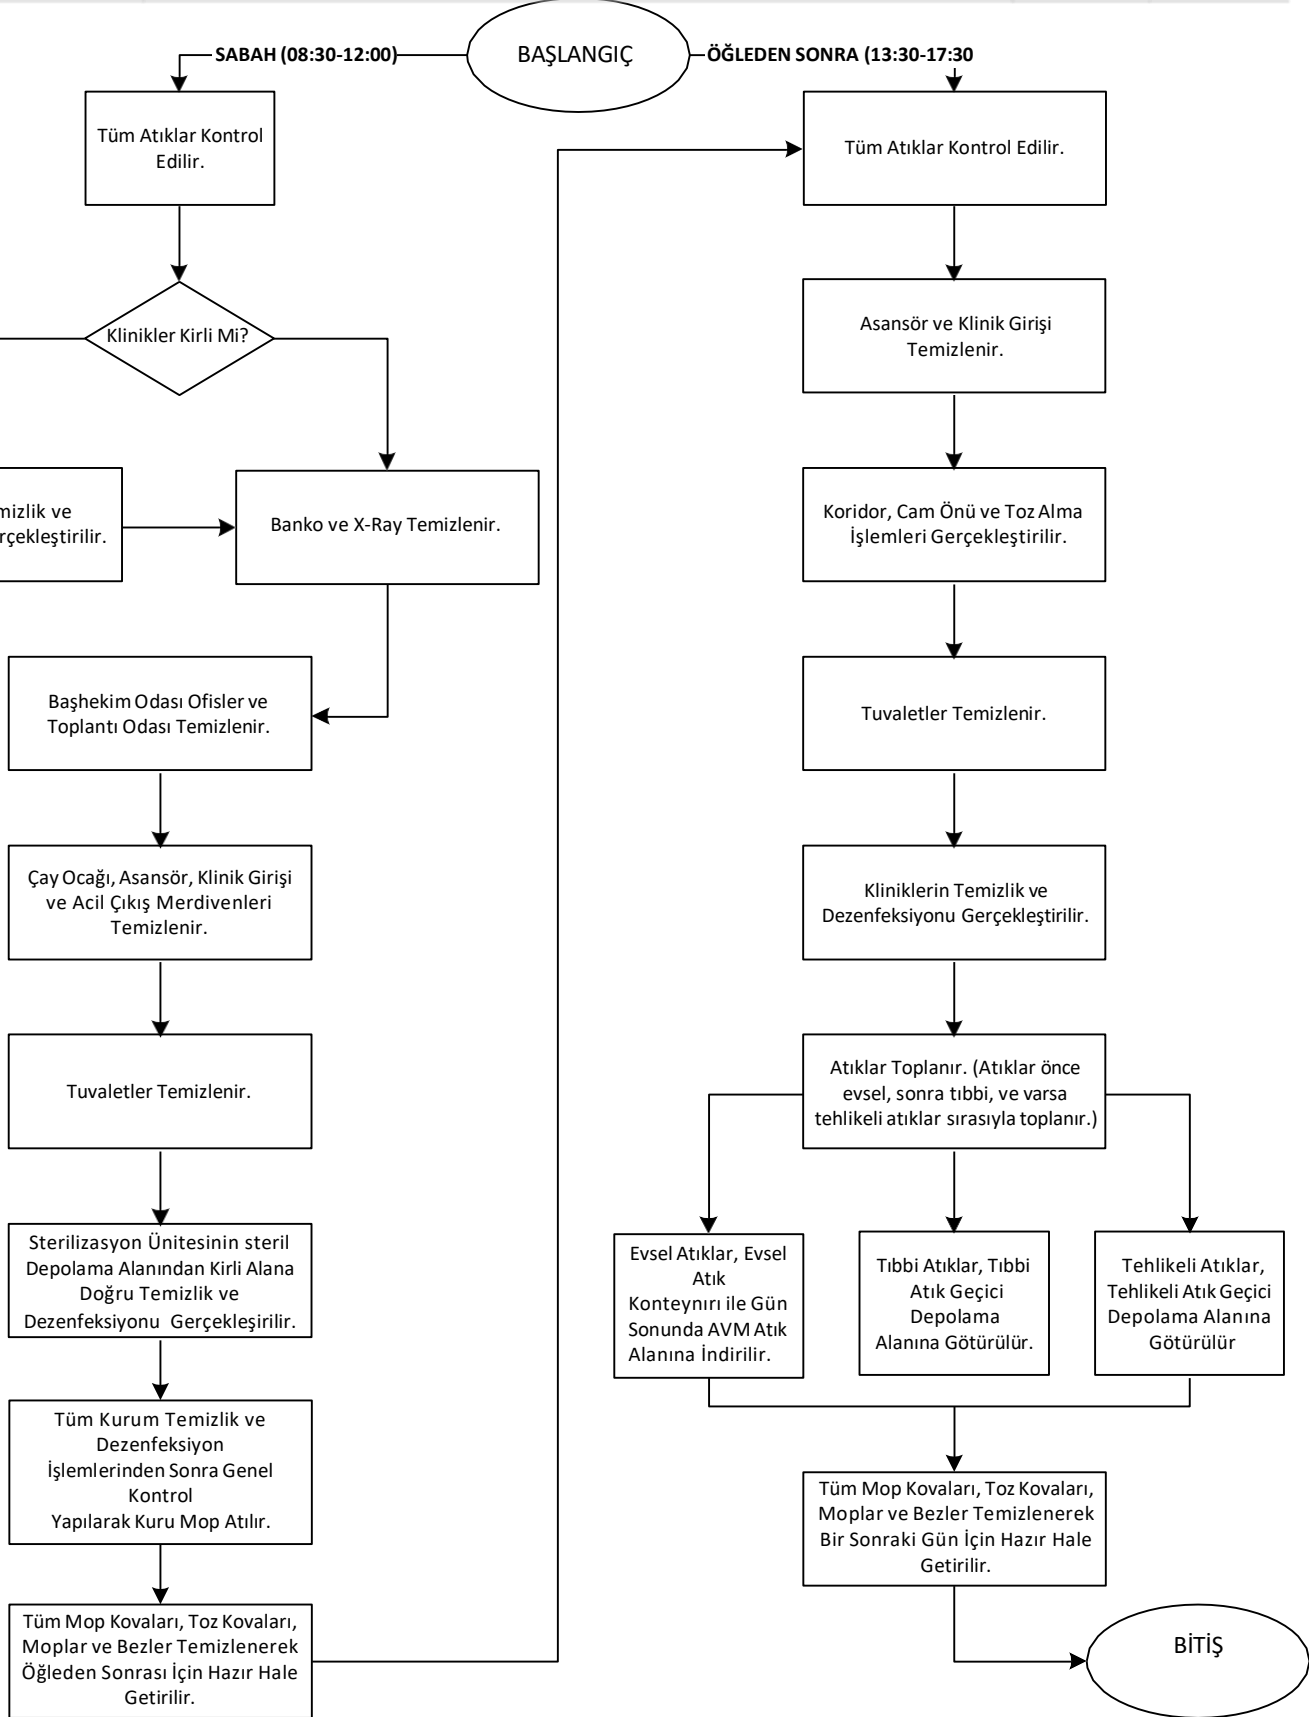 BAŞLANGIÇ
SABAH (08:30-12:00)
ÖĞLEDEN SONRA (13:30-17:30
Tüm Atıklar Kontrol
Edilir.
Klinikler Kirli Mi?
mizlik ve
rçekleştirilir.
Banko ve X-Ray Temizlenir.
Başhekim Odası Ofisler ve
Toplantı Odası Temizlenir.
Çay Ocağı, Asansör, Klinik Girişi
ve Acil Çıkış Merdivenleri
Temizlenir.
Tuvaletler Temizlenir.
Sterilizasyon Ünitesinin steril
Depolama Alanından Kirli Alana
Doğru Temizlik ve
Dezenfeksiyonu Gerçekleşirilir.
Tüm Kurum Temizlik ve
Dezenfeksiyon
İşlemlerinden Sonra Genel
Kontrol
Yapılarak Kuru Mop Atılır.
Tüm Mop Kovaları, Toz Kovaları,
Moplar ve Bezler Temizlenerek
Öğleden Sonrası İçin Hazır Hale
Getirilir.
Tüm Atıklar Kontrol Edilir.
Asansör ve Klinik Girişi
Temizlenir.
Koridor, Cam Önü ve Toz Alma
İşlemleri Gerçekleştirilir.
Tuvaletler Temizlenir.
Kliniklerin Temizlik ve
Dezenfeksiyonu Gerçekleştirilir.
Atıklar Toplanır. (Atıklar önce
evsel, sonra tıbbi, ve varsa
tehlikeli atıklar sırasıyla toplanır.)
Evsel Atıklar, Evsel
Atık
Konteynırı ile Gün
Sonunda AVM Atık
Alanına İndirilir.
Tıbbi Atıklar, Tıbbi
Atık Geçici
Depolama
Alanına Götürülür.
Tehlikeli Atıklar,
Tehlikeli Atık Geçici
Depolama Alanına
Götürülür
Tüm Mop Kovaları, Toz Kovaları,
Moplar ve Bezler Temizlenerek
Bir Sonraki Gün İçin Hazır Hale
Getirilir.
BİTİŞ